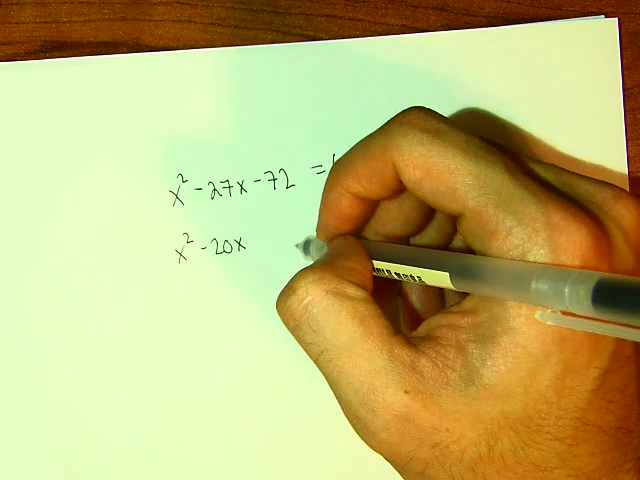 x² - 27x - 72 =
x² - 20x